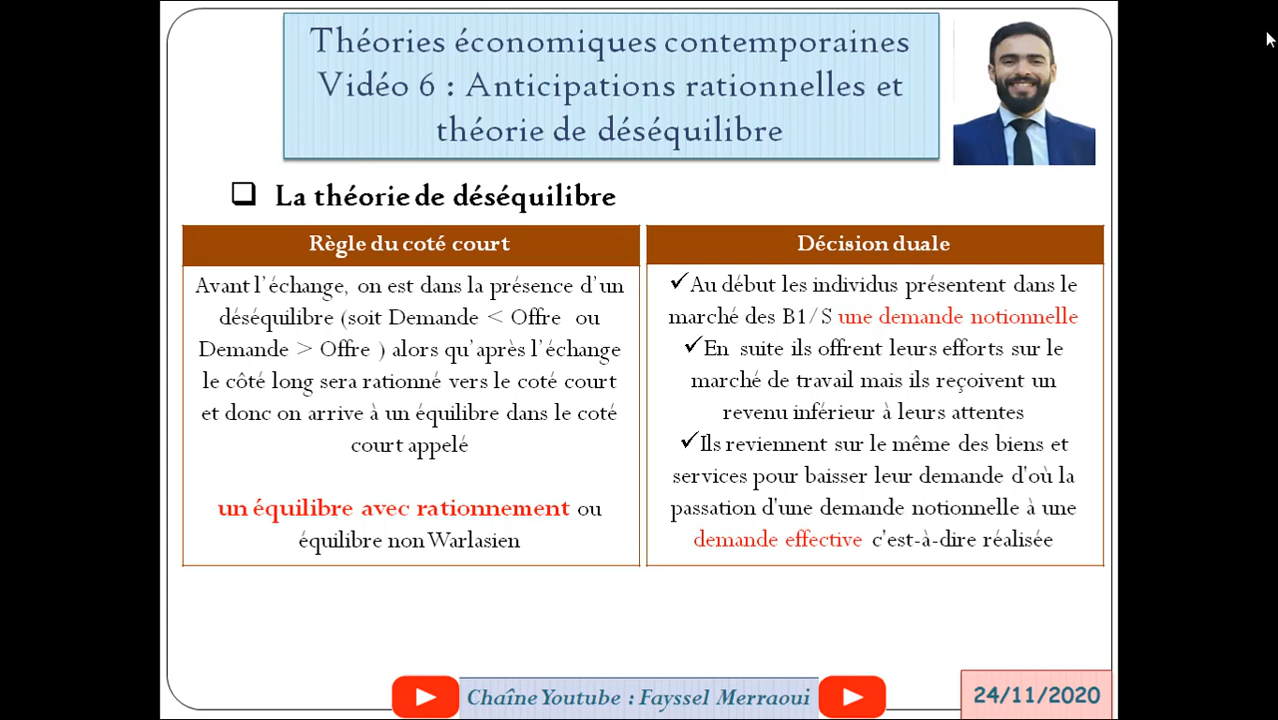 Théories économiques contemporaines
Vidéo 6 : Anticipations rationnelles et
théorie de déséquilibre
La théorie de déséquilibre
Règle du coté court
Avant l'échange, on est dans la présence d'un
déséquilibre (soit Demande < Offre ou
Demande > Offre ) alors qu'après l'échange
le côté long sera rationné vers le coté court
et donc on arrive à un équilibre dans le coté
court appelé
un équilibre avec rationnement ou
équilibre non Warlasien
Décision duale
✓Au début les individus présentent dans le
marché des B1/S une demande notionnelle
✓En suite ils offrent leurs efforts sur le
marché de travail mais ils reçoivent un
revenu inférieur à leurs attentes
✓Ils reviennent sur le même des biens et
services pour baisser leur demande d'où la
passation d'une demande notionnelle à une
demande effective c'est-à-dire réalisée
Chaîne Youtube : Fayssel Merraoui
24/11/2020